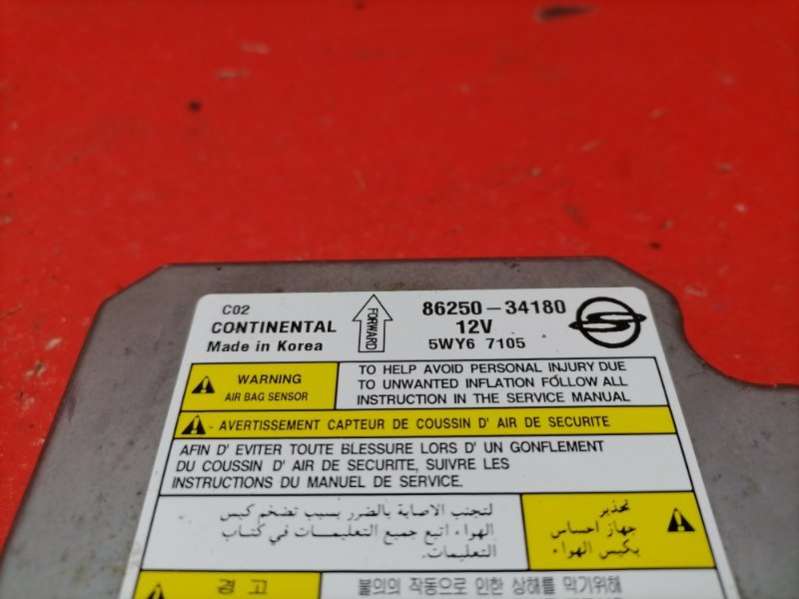 C02
CONTINENTAL
Made in Korea
FORWARD
86250-34180
12V
5WY6 7105
WARNING
AIR BAG SENSOR
TO HELP AVOID PERSONAL INJURY DUE
TO UNWANTED INFLATION FOLLOW ALL
INSTRUCTION IN THE SERVICE MANUAL
- AVERTISSEMENT CAPTEUR DE COUSSIN D' AIR DE SECURITE
AFIN D' EVITER TOUTE BLESSURE LORS D' UN GONFLEMENT
DU COUSSIN D' AIR DE SECURITE, SUIVRE LES
INSTRUCTIONS DU MANUEL DE SERVICE.
تحذير
جهاز احساس
بكيس الهواء
لتجنب الاصابة بالضرر بسبب تضخم كيس
الهواء اتبع جميع التعليمات في كتاب
التعليمات.
경 고
불의의 작동으로 인한 상해를 막기위해